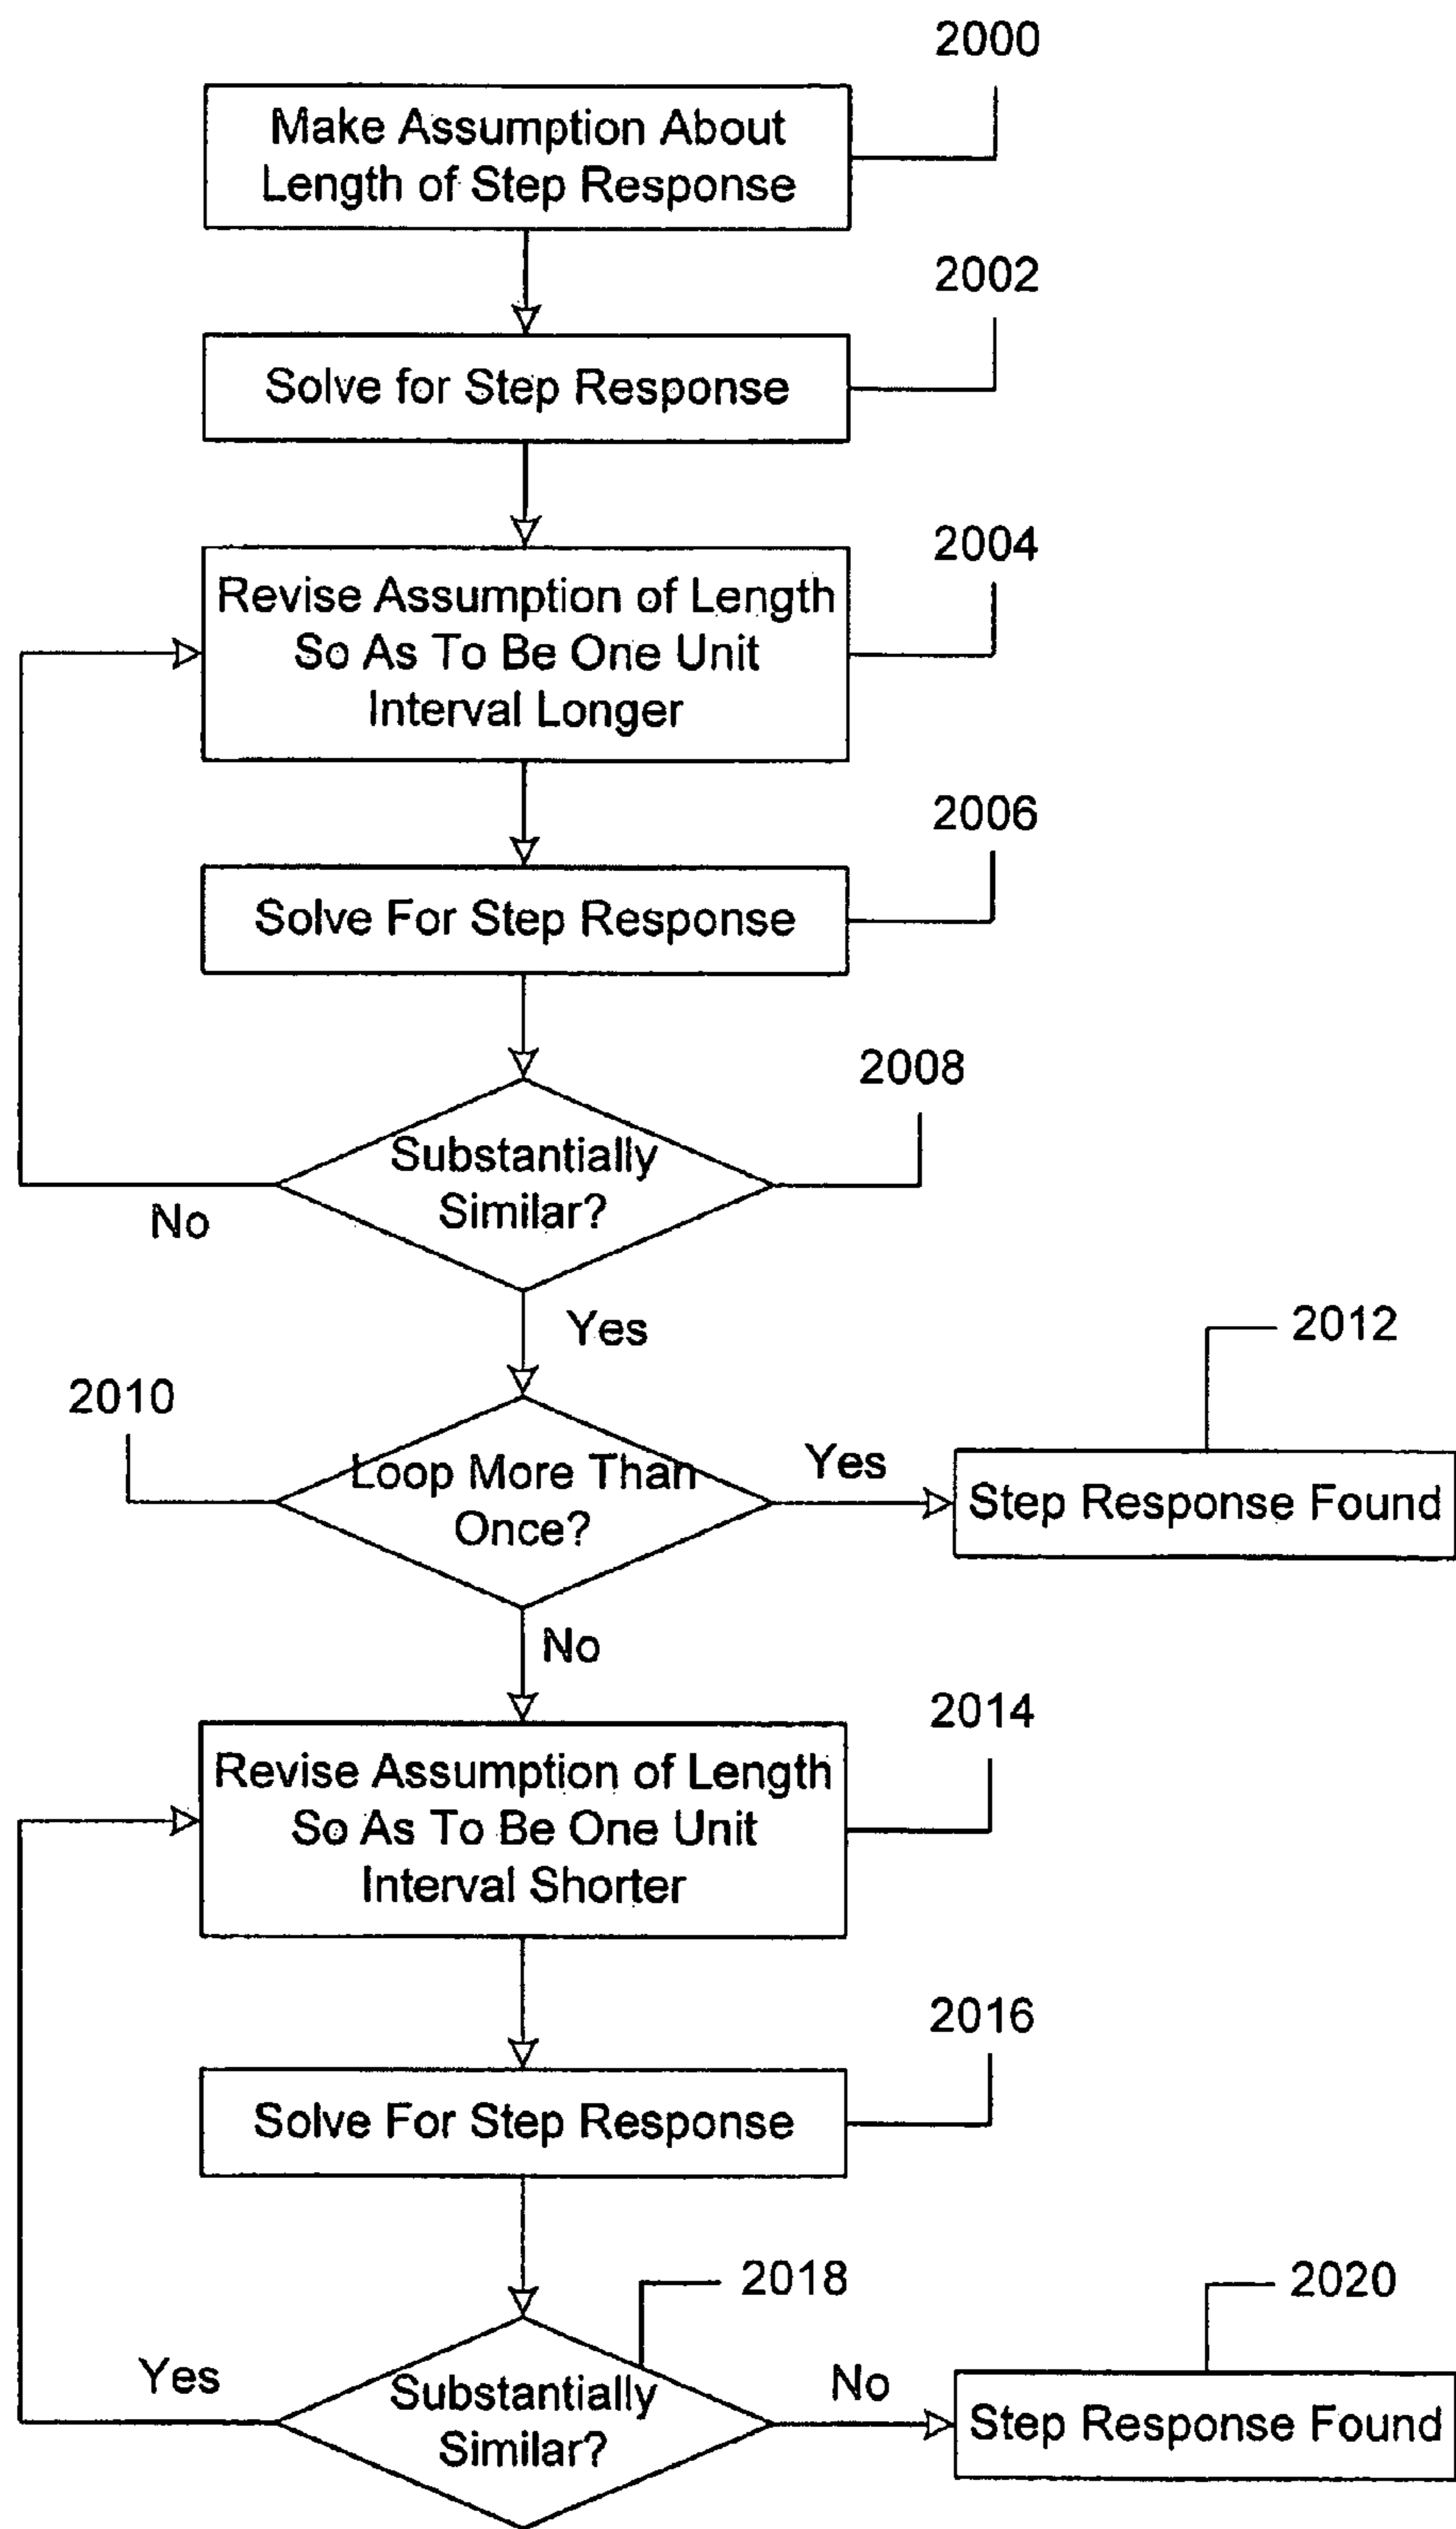 2000
Make Assumption About
Length of Step Response
2002
Solve for Step Response
2004
Revise Assumption of Length
So As To Be One Unit
Interval Longer
2006
Solve For Step Response
2008
Substantially
Similar?
No
Yes
2012
2010
Loop More Than
Once?
Yes
Step Response Found
No
2014
Revise Assumption of Length
So As To Be One Unit
Interval Shorter
2016
Solve For Step Response
2018
2020
Yes
Substantially
Similar?
No
Step Response Found